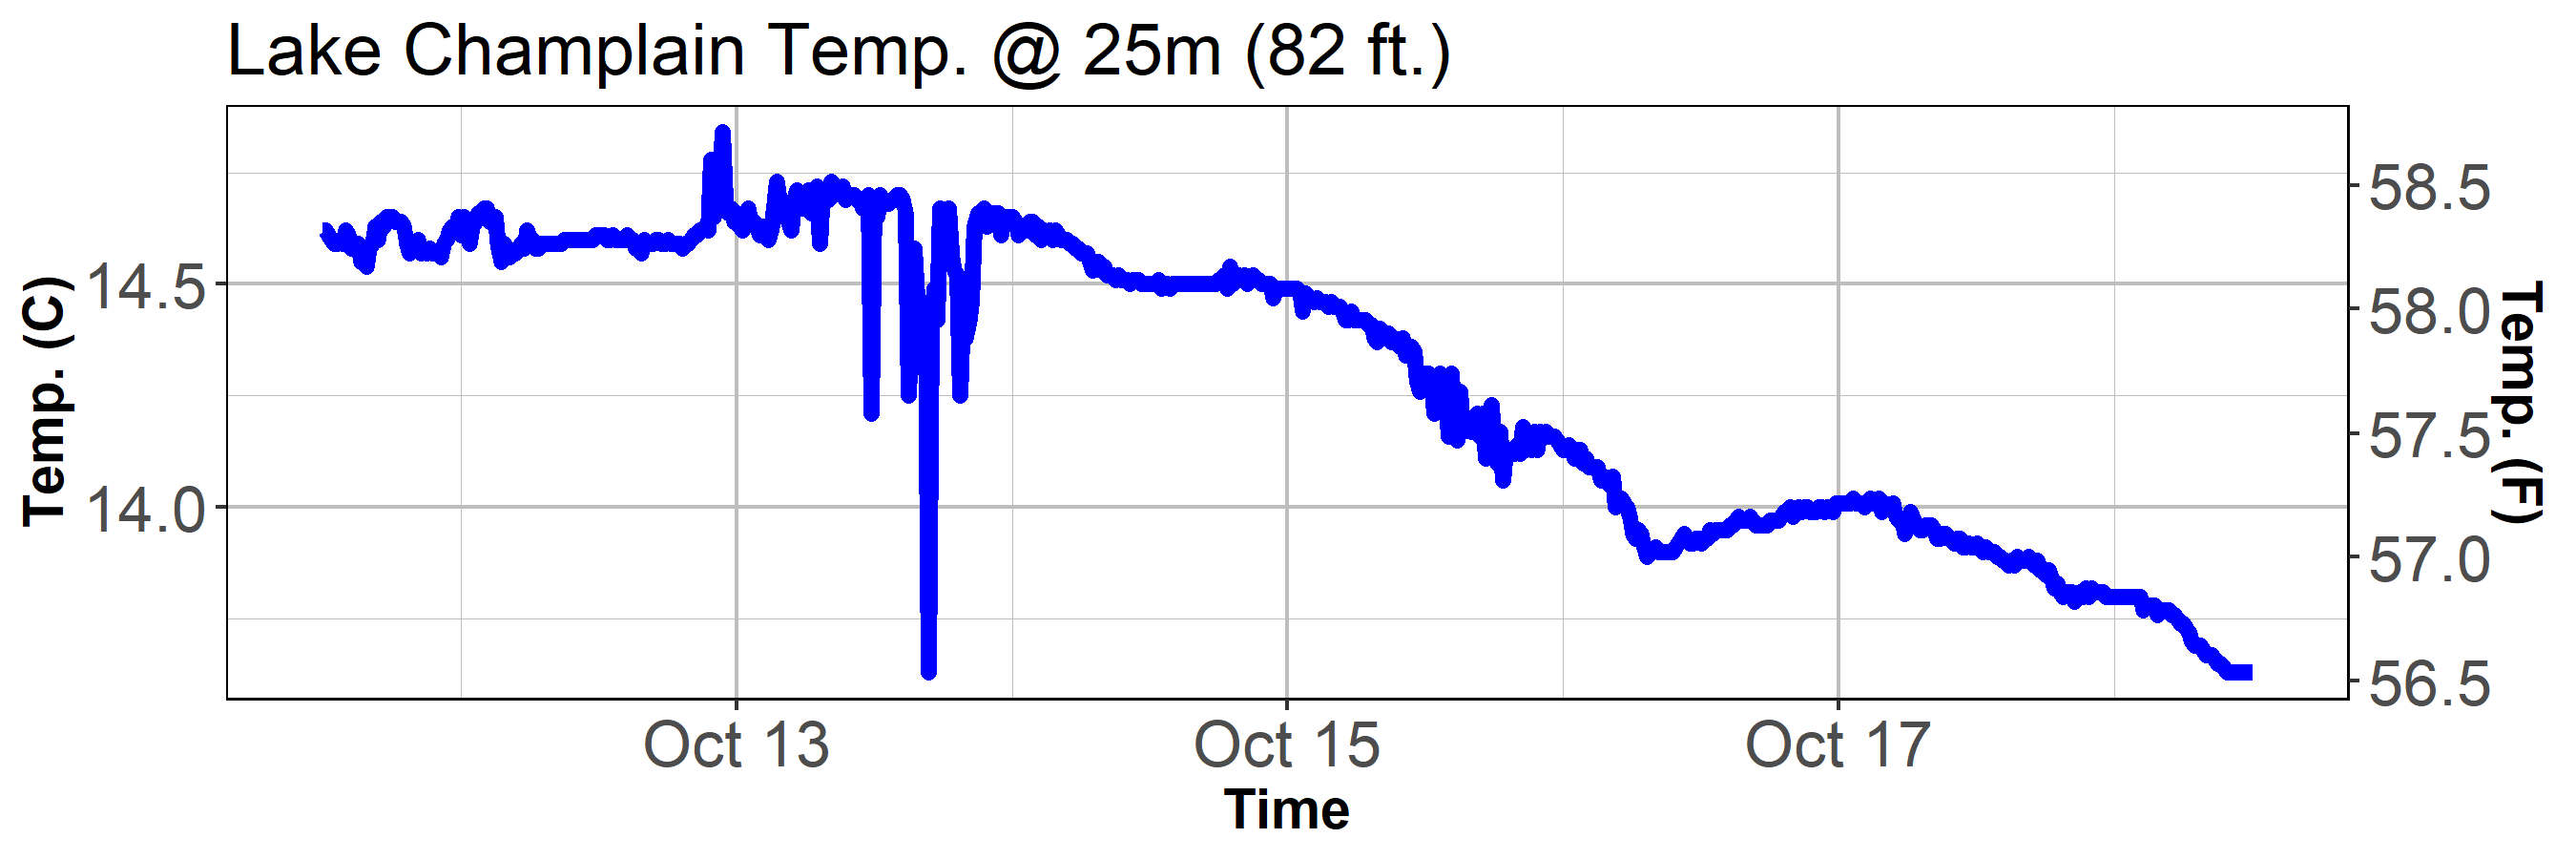 Lake Champlain Temp. @ 25m (82 ft.)
Temp. (C)
14.5
14.0
58.5
58.0
57.5
57.0
56.5
Temp. (F)
Oct 13
Oct 15
Oct 17
Time